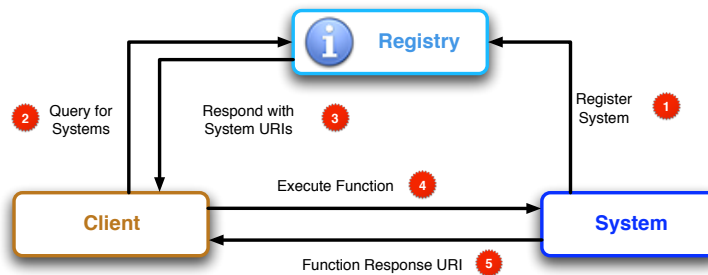 i Registry
Register
System
1
2
Query for
Systems
Respond with
System URIs
3
Execute Function 4
Client
System
Function Response URI 5